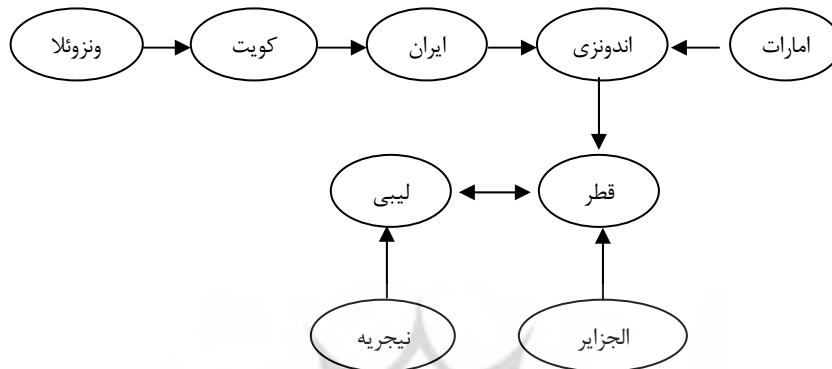 امارات
اندونزی
ایران
کویت
ونزوئلا
قطر
لیبی
الجزایر
نیجریه